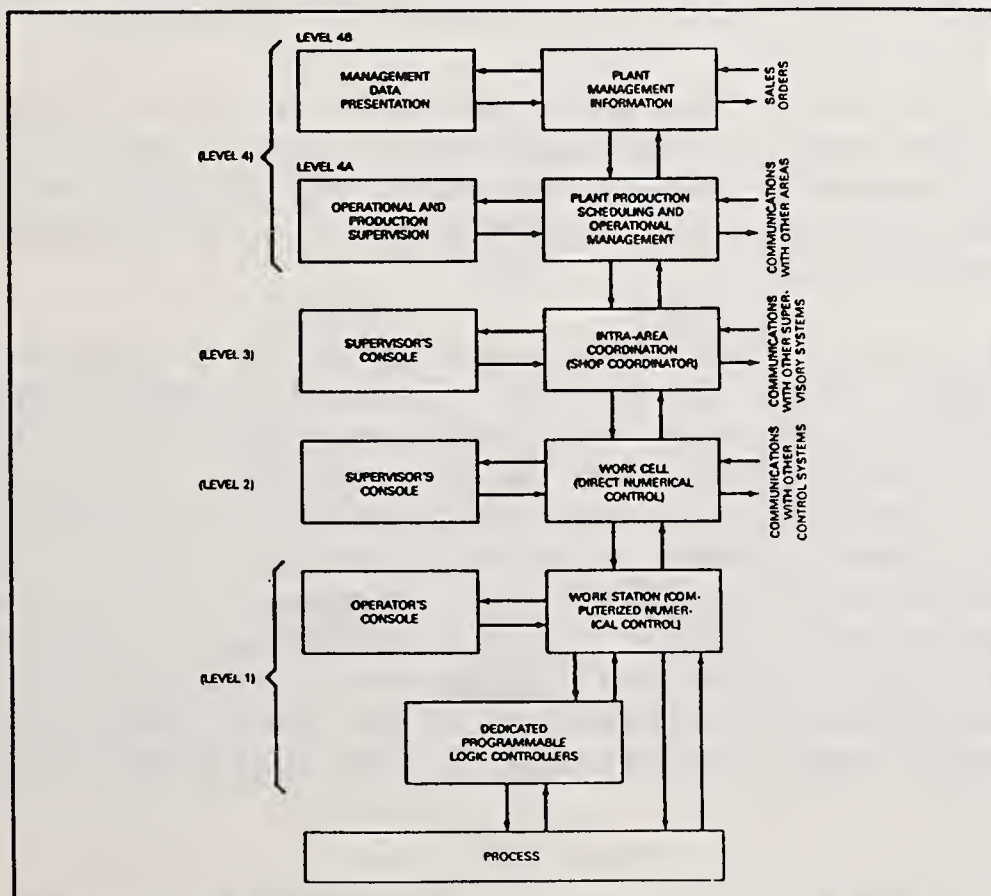 LEVEL 4B
MANAGEMENT
DATA
PRESENTATION
PLANT
MANAGEMENT
INFORMATION
SALES
ORDERS
(LEVEL 4)
LEVEL 4A
OPERATIONAL AND
PRODUCTION
SUPERVISION
PLANT PRODUCTION
SCHEDULING AND
OPERATIONAL
MANAGEMENT
COMMUNICATIONS
WITH OTHER AREAS
(LEVEL 3)
SUPERVISOR'S
CONSOLE
INTRA-AREA
COORDINATION
(SHOP COORDINATOR)
COMMUNICATIONS
WITH OTHER SUPER-
VISORY SYSTEMS
(LEVEL 2)
SUPERVISOR'S
CONSOLE
WORK CELL
(DIRECT NUMERICAL
CONTROL)
COMMUNICATIONS
WITH OTHER
CONTROL SYSTEMS
(LEVEL 1)
OPERATOR'S
CONSOLE
WORK STATION (COM-
PUTERIZED NUMER-
ICAL CONTROL)
DEDICATED
PROGRAMMABLE
LOGIC CONTROLLERS
PROCESS